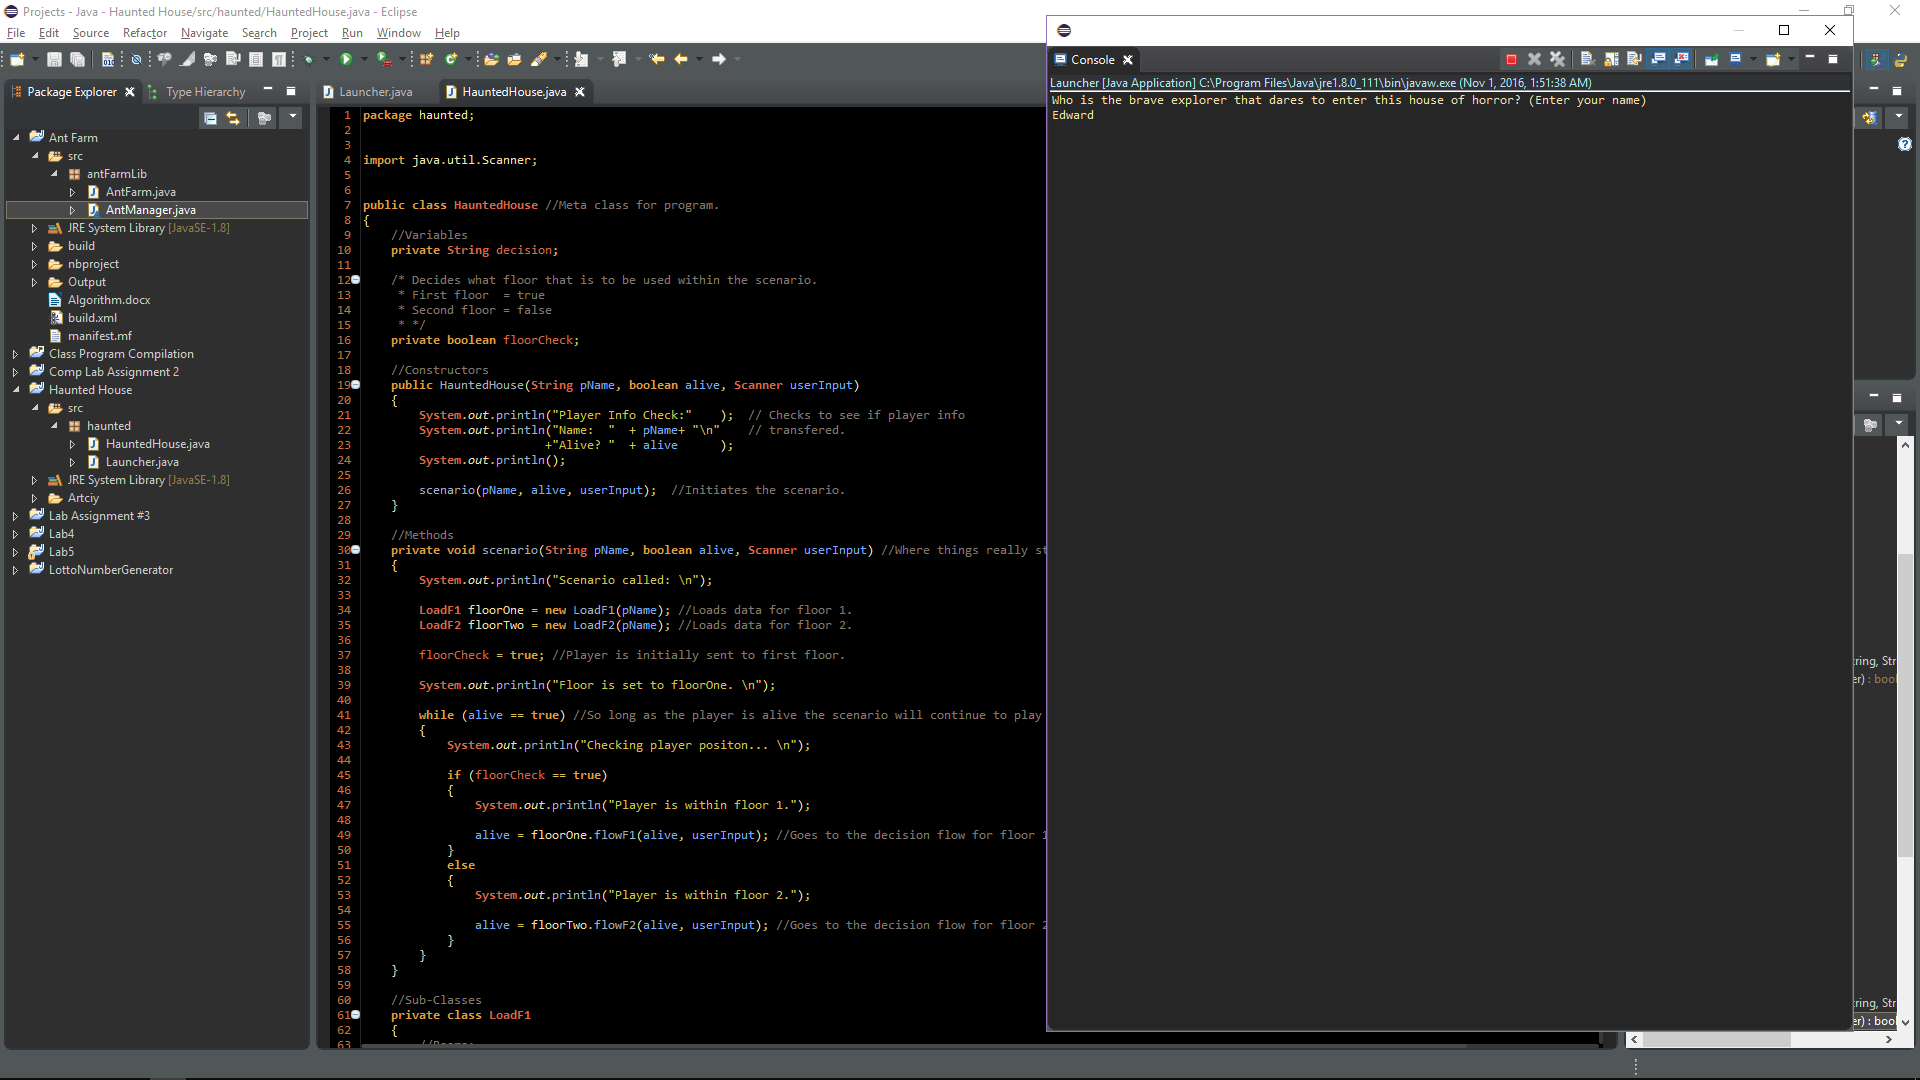 Projects - Java - Haunted House/src/haunted/HauntedHouse.java - Eclipse
File Edit Source Refactor Navigate Search Project Run Window Help
Package Explorer Type Hierarchy
Ant Farm
src
antFarmLib
AntFarm.java
AntManager.java
JRE System Library [JavaSE-1.8]
build
nbproject
Output
Algorithm.docx
build.xml
manifest.mf
Class Program Compilation
Comp Lab Assignment 2
Haunted House
src
haunted
HauntedHouse.java
Launcher.java
JRE System Library [JavaSE-1.8]
Artciy
Lab Assignment #3
Lab4
Lab5
LottoNumberGenerator
Launcher.java HauntedHouse.java
1 package haunted;
2
3
4 import java.util.Scanner;
5
6
7 public class HauntedHouse //Meta class for program.
8 {
9 //Variables
10 private String decision;
11
12 /* Decides what floor that is to be used within the scenario.
13 * First floor  = true
14 * Second floor = false
15 * */
16 private boolean floorCheck;
17
18 //Constructors
19 public HauntedHouse(String pName, boolean alive, Scanner userInput)
20 {
21 System.out.println("Player Info Check:"    );  // Checks to see if player info
22 System.out.println("Name:  "  + pName+ "\n"    // transfered.
23 +"Alive? "  + alive      );
24 System.out.println();
25
26 scenario(pName, alive, userInput);  //Initiates the scenario.
27 }
28
29 //Methods
30 private void scenario(String pName, boolean alive, Scanner userInput) //Where things really st
31 {
32 System.out.println("Scenario called: \n");
33
34 LoadF1 floorOne = new LoadF1(pName); //Loads data for floor 1.
35 LoadF2 floorTwo = new LoadF2(pName); //Loads data for floor 2.
36
37 floorCheck = true; //Player is initially sent to first floor.
38
39 System.out.println("Floor is set to floorOne. \n");
40
41 while (alive == true) //So long as the player is alive the scenario will continue to play
42 {
43 System.out.println("Checking player positon... \n");
44
45 if (floorCheck == true)
46 {
47 System.out.println("Player is within floor 1.");
48
49 alive = floorOne.flowF1(alive, userInput); //Goes to the decision flow for floor 1
50 }
51 else
52 {
53 System.out.println("Player is within floor 2.");
54
55 alive = floorTwo.flowF2(alive, userInput); //Goes to the decision flow for floor 2
56 }
57 }
58 }
59
60 //Sub-Classes
61 private class LoadF1
62 {
63
Console
Launcher [Java Application] C:\Program Files\Java\jre1.8.0_111\bin\javaw.exe (Nov 1, 2016, 1:51:38 AM)
Who is the brave explorer that dares to enter this house of horror? (Enter your name)
Edward
ring, Str
er) : bool
ring, Str
er) : bool